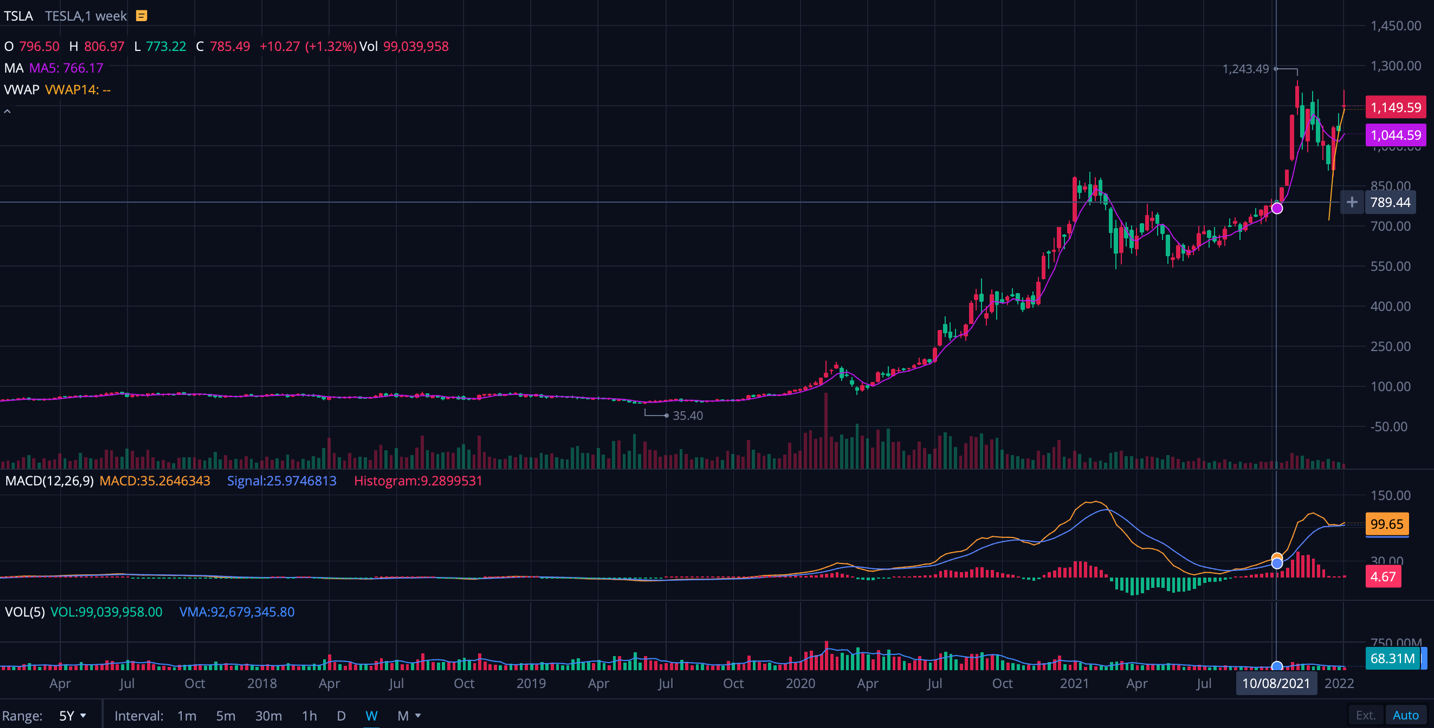 TSLA TESLA,1 week
O 796.50 H 806.97 L 773.22 C 785.49 +10.27 (+1.32%) Vol 99,039,958
MA MA5: 766.17
VWAP VWAP14: --
1,450.00
1,300.00
1,243.49
1,149.59
1,044.59
1,000.00
850.00
789.44
700.00
550.00
400.00
250.00
100.00
35.40
-50.00
MACD(12,26,9) MACD:35.2646343 Signal:25.9746813 Histogram:9.2899531
150.00
99.65
30.00
4.67
VOL(5) VOL:99,039,958.00 VMA:92,679,345.80
750.00M
68.31M
Apr Jul Oct 2018 Apr Jul Oct 2019 Apr Jul Oct 2020 Apr Jul Oct 2021 Apr Jul 10/08/2021 2022
Range: 5Y Interval: 1m 5m 30m 1h D W M Ext. Auto